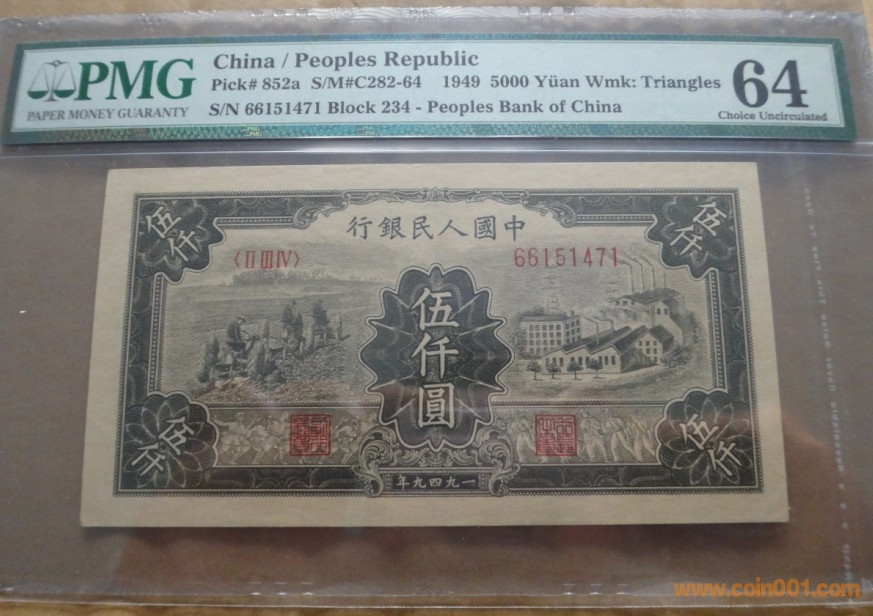 PMG
PAPER MONEY GUARANTY
China / Peoples Republic
Pick# 852a S/M#C282-64 1949 5000 Yüan Wmk: Triangles
S/N 66151471 Block 234 - Peoples Bank of China
64
Choice Uncirculated
伍仟
行銀民人國中
伍仟
〈II III IV〉
66151471
伍仟圓
伍仟
伍仟
年九四九一
www.coin001.com